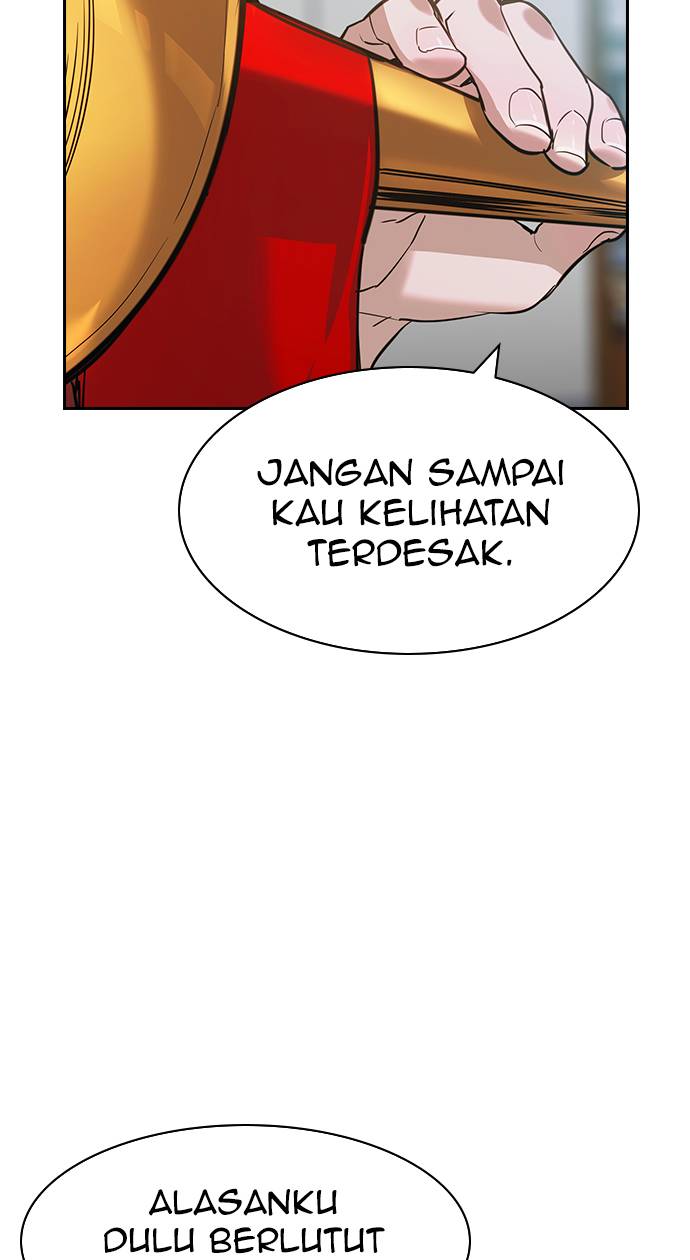 JANGAN SAMPAI
KAU KELIHATAN
TERDESAK.
ALASANKU
DULU BERLUTUT